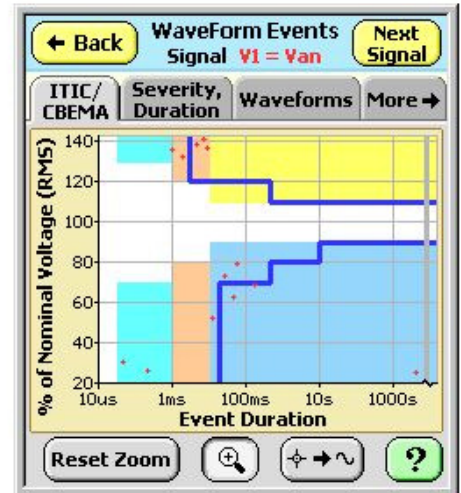 ← Back
WaveForm Events
Signal V1 = Van
Next
Signal
ITIC/
CBEMA
Severity,
Duration
Waveforms
More →
% of Nominal Voltage (RMS)
140
120
100
80
60
40
20
10us 1ms 100ms 10s 1000s
Event Duration
Reset Zoom
?